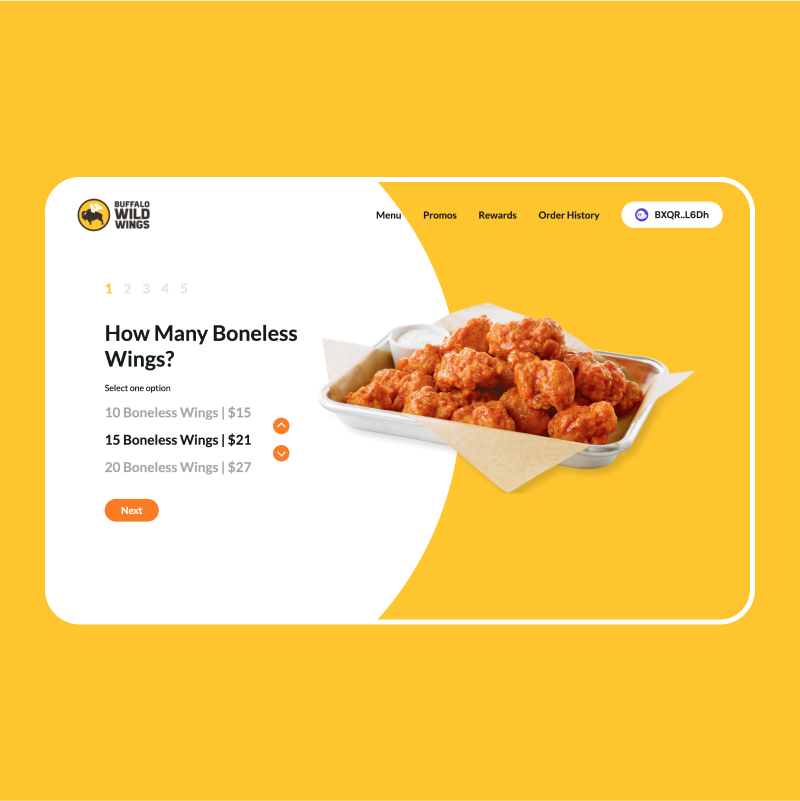 BUFFALO
WILD
WINGS
Menu Promos Rewards Order History BXQR..L6Dh
1 2 3 4 5
How Many Boneless
Wings?
Select one option
10 Boneless Wings | $15
15 Boneless Wings | $21
20 Boneless Wings | $27
Next